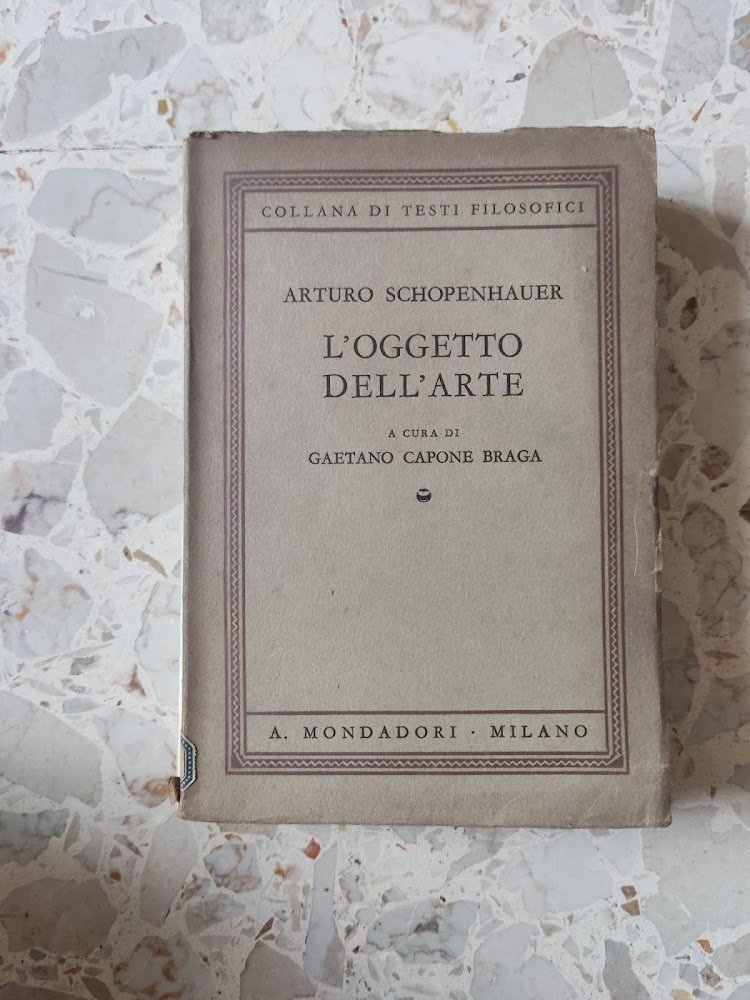 COLLANA DI TESTI FILOSOFICI
ARTURO SCHOPENHAUER
L'OGGETTO
DELL'ARTE
A CURA DI
GAETANO CAPONE BRAGA
A. MONDADORI · MILANO